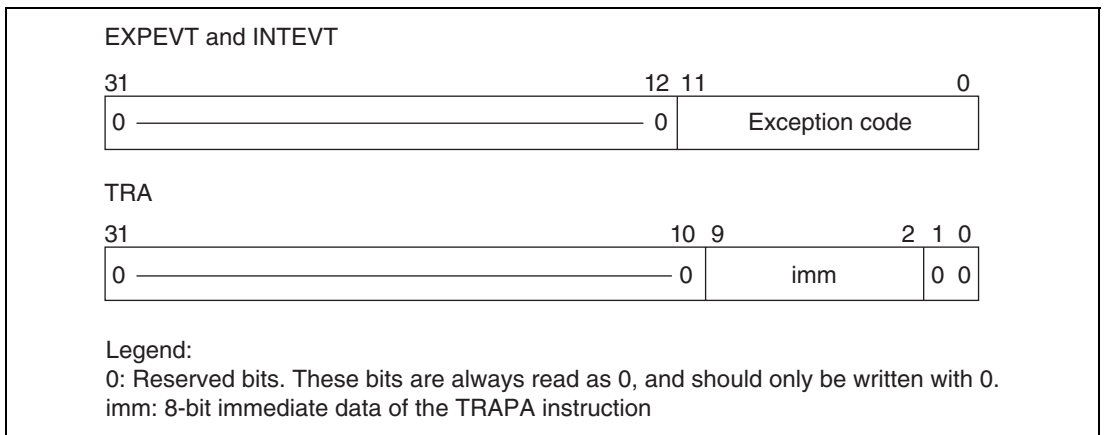 EXPEVT and INTEVT
31 12 11 0
0 0 Exception code
TRA
31 10 9 2 1 0
0 0 imm 0 0
Legend:
0: Reserved bits. These bits are always read as 0, and should only be written with 0.
imm: 8-bit immediate data of the TRAPA instruction